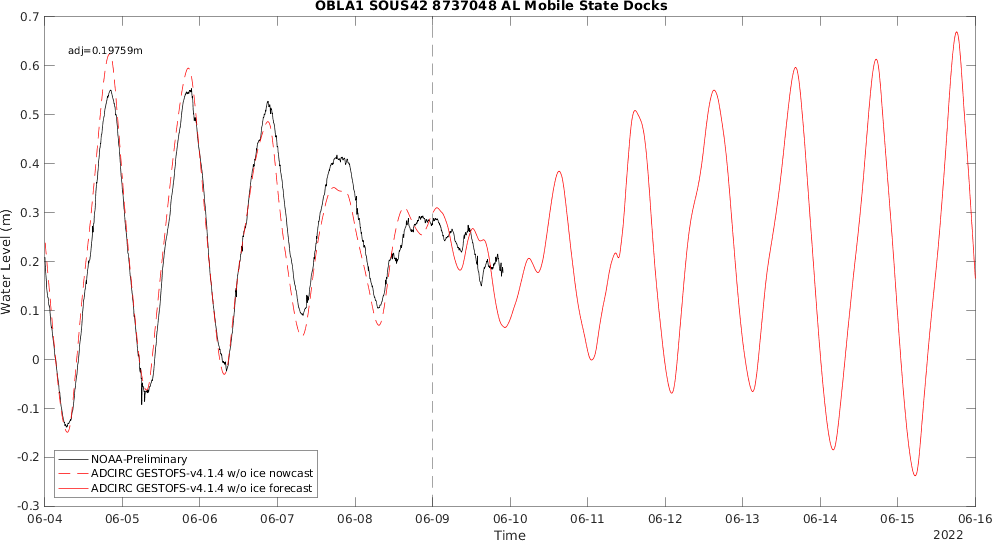 OBLA1 SOUS42 8737048 AL Mobile State Docks
adj=0.19759m
0.7
0.6
0.5
0.4
0.3
0.2
0.1
0
-0.1
-0.2
-0.3
Water Level (m)
NOAA-Preliminary
ADCIRC GESTOFS-v4.1.4 w/o ice nowcast
ADCIRC GESTOFS-v4.1.4 w/o ice forecast
06-04 06-05 06-06 06-07 06-08 06-09 06-10 06-11 06-12 06-13 06-14 06-15 06-16
Time
2022